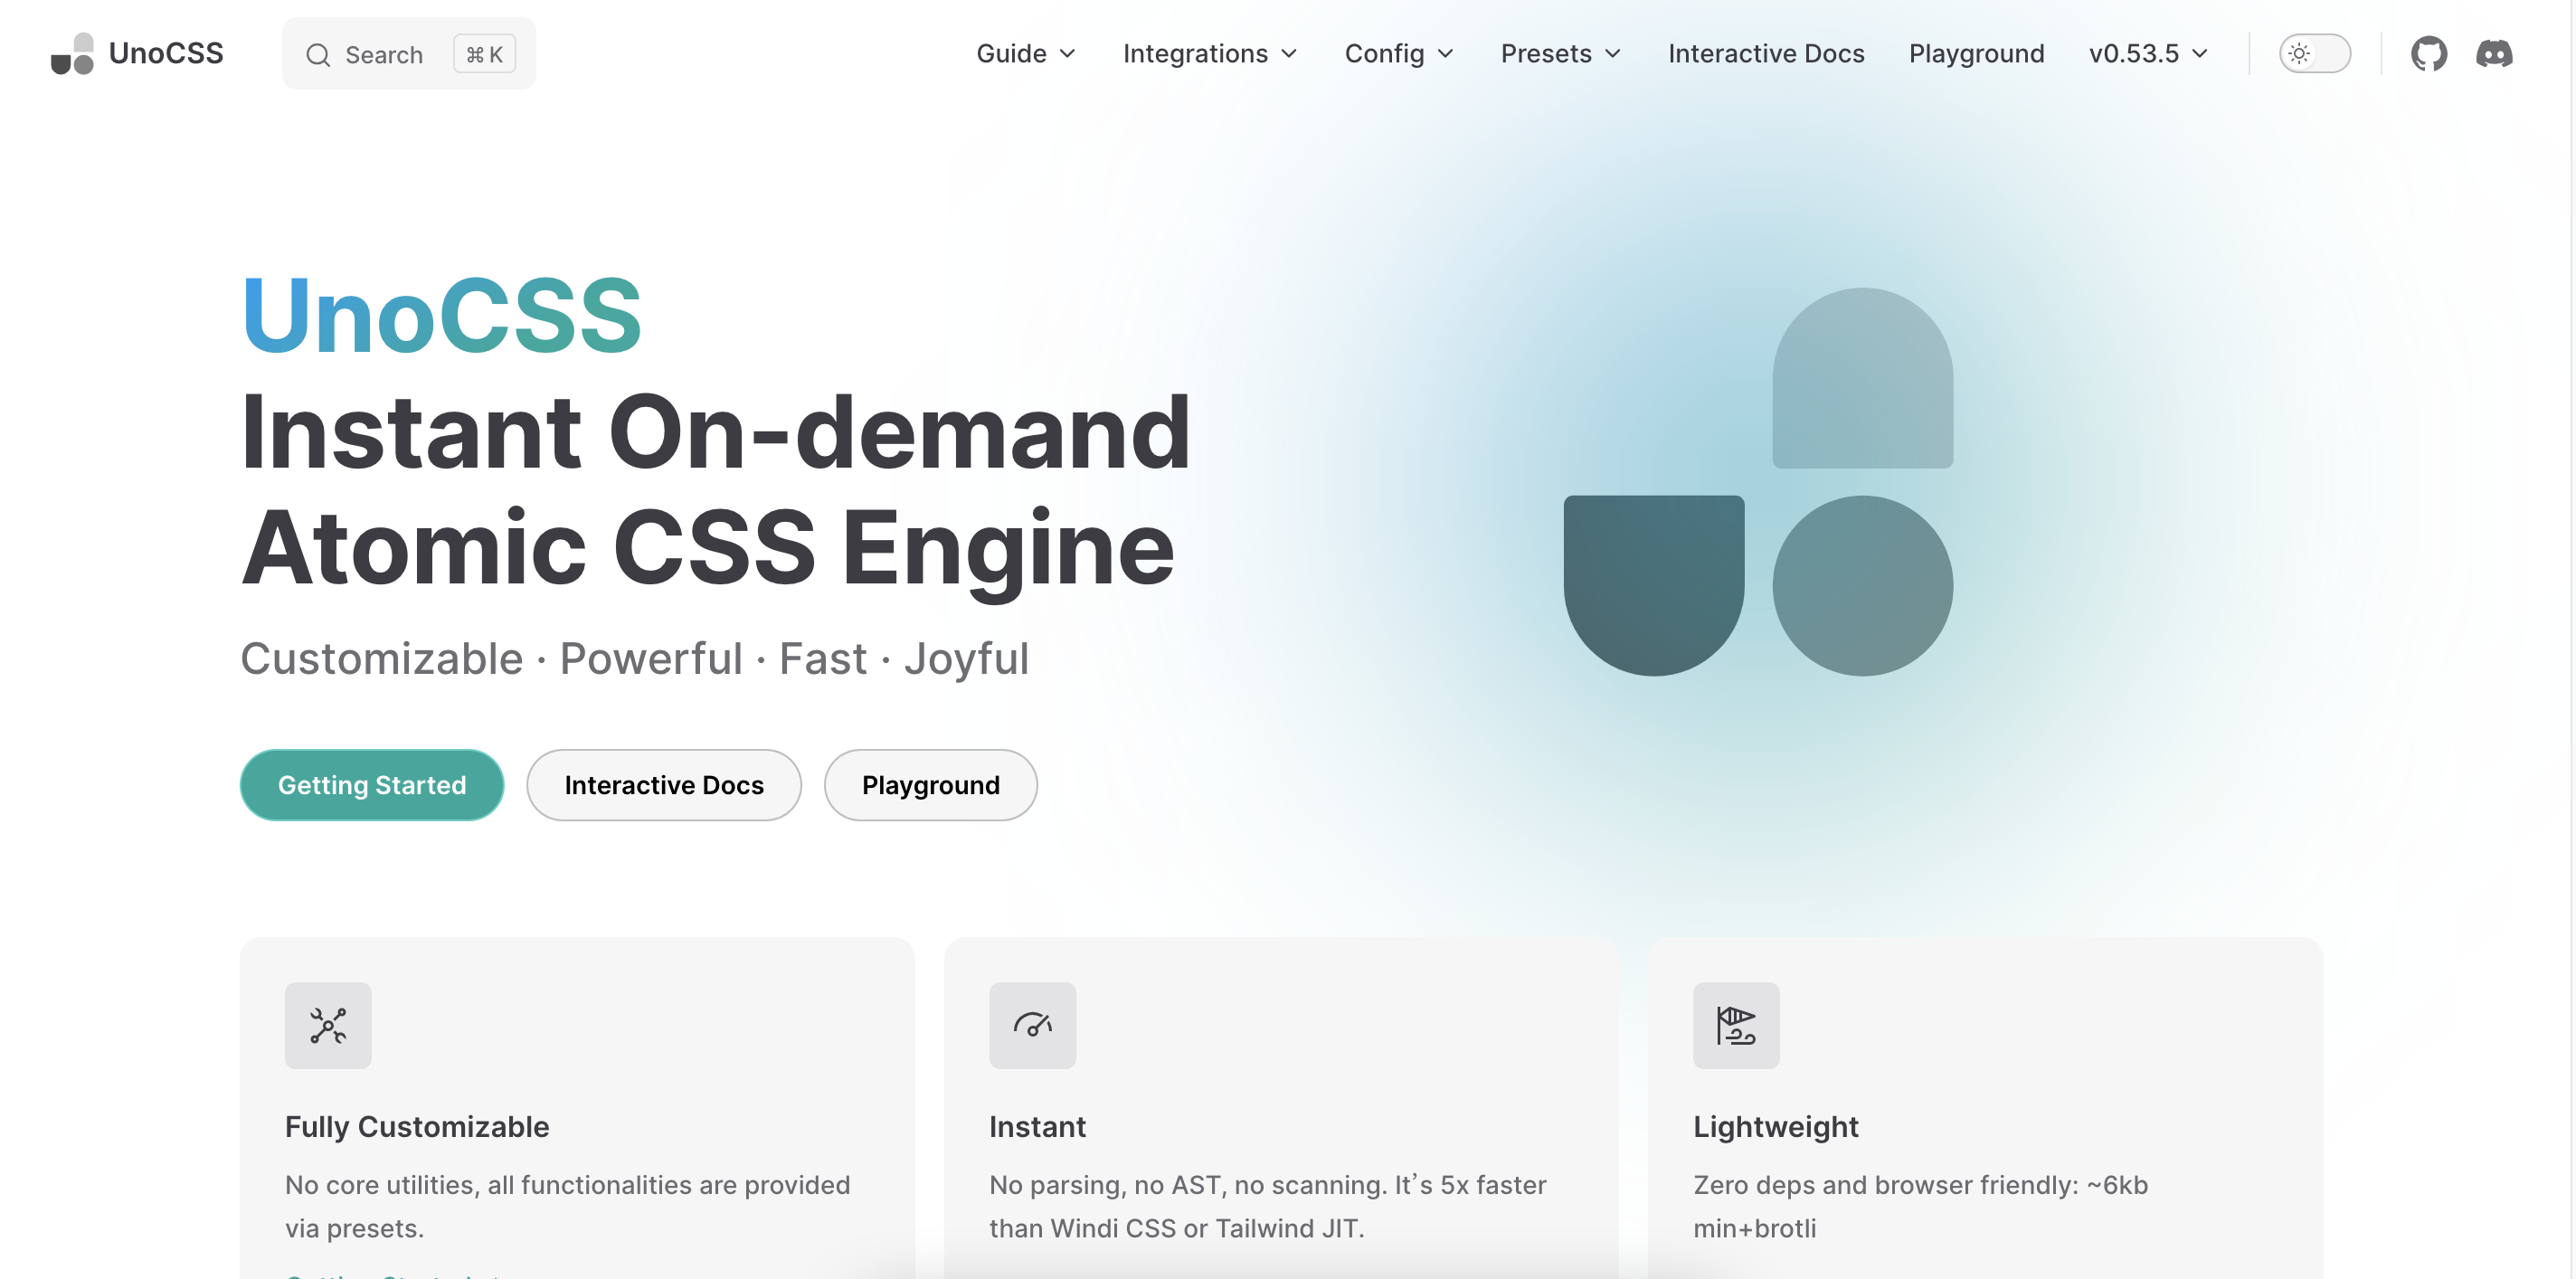 UnoCSS
Search ⌘ K
Guide Integrations Config Presets Interactive Docs Playground v0.53.5
UnoCSS
Instant On-demand
Atomic CSS Engine
Customizable · Powerful · Fast · Joyful
Getting Started Interactive Docs Playground
Fully Customizable
No core utilities, all functionalities are provided
via presets.
Instant
No parsing, no AST, no scanning. It’s 5x faster
than Windi CSS or Tailwind JIT.
Lightweight
Zero deps and browser friendly: ~6kb
min+brotli